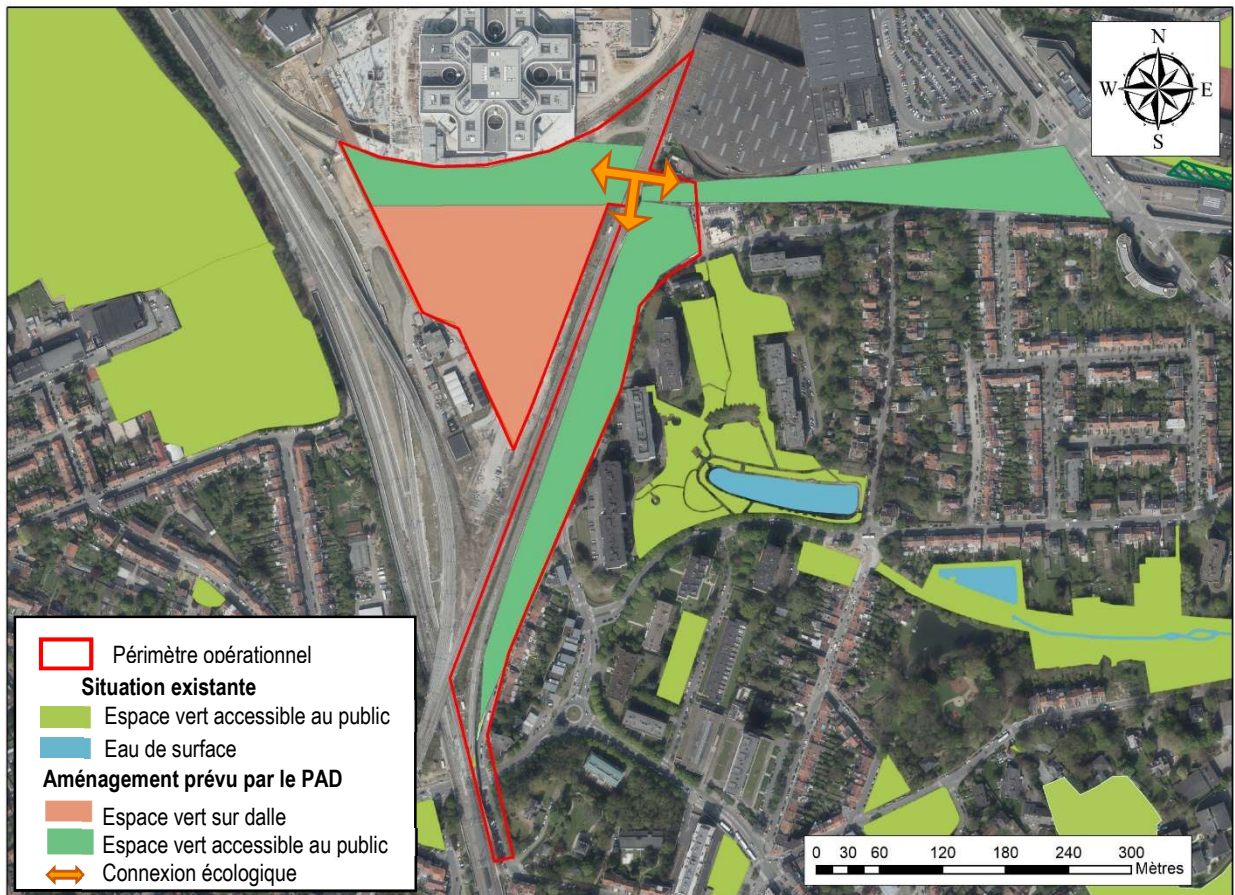 N
W E
S
Périmètre opérationnel
Situation existante
Espace vert accessible au public
Eau de surface
Aménagement prévu par le PAD
Espace vert sur dalle
Espace vert accessible au public
Connexion écologique
0 30 60 120 180 240 300
Mètres